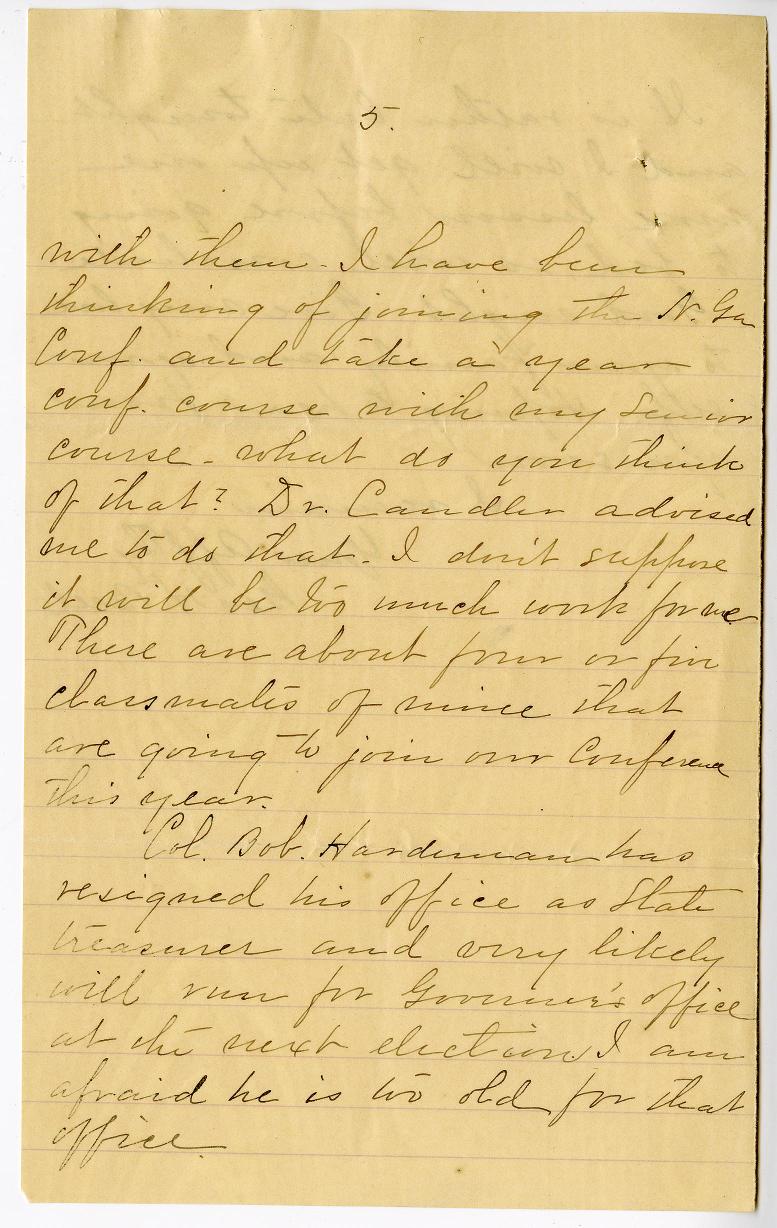 5.
with them - I have been
thinking of joining the N. Ga
Conf. and take a year
conf. course with my Senior
course - what do you think
of that? Dr. Candler advised
me to do that - I don't suppose
it will be too much work for me
There are about four or five
classmates of mine that
are going to join our Conference
this year.
Col. Bob. Hardeman has
resigned his office as State
treasurer and very likely
will run for Governor's office
at the next election, I am
afraid he is too old for that
office.